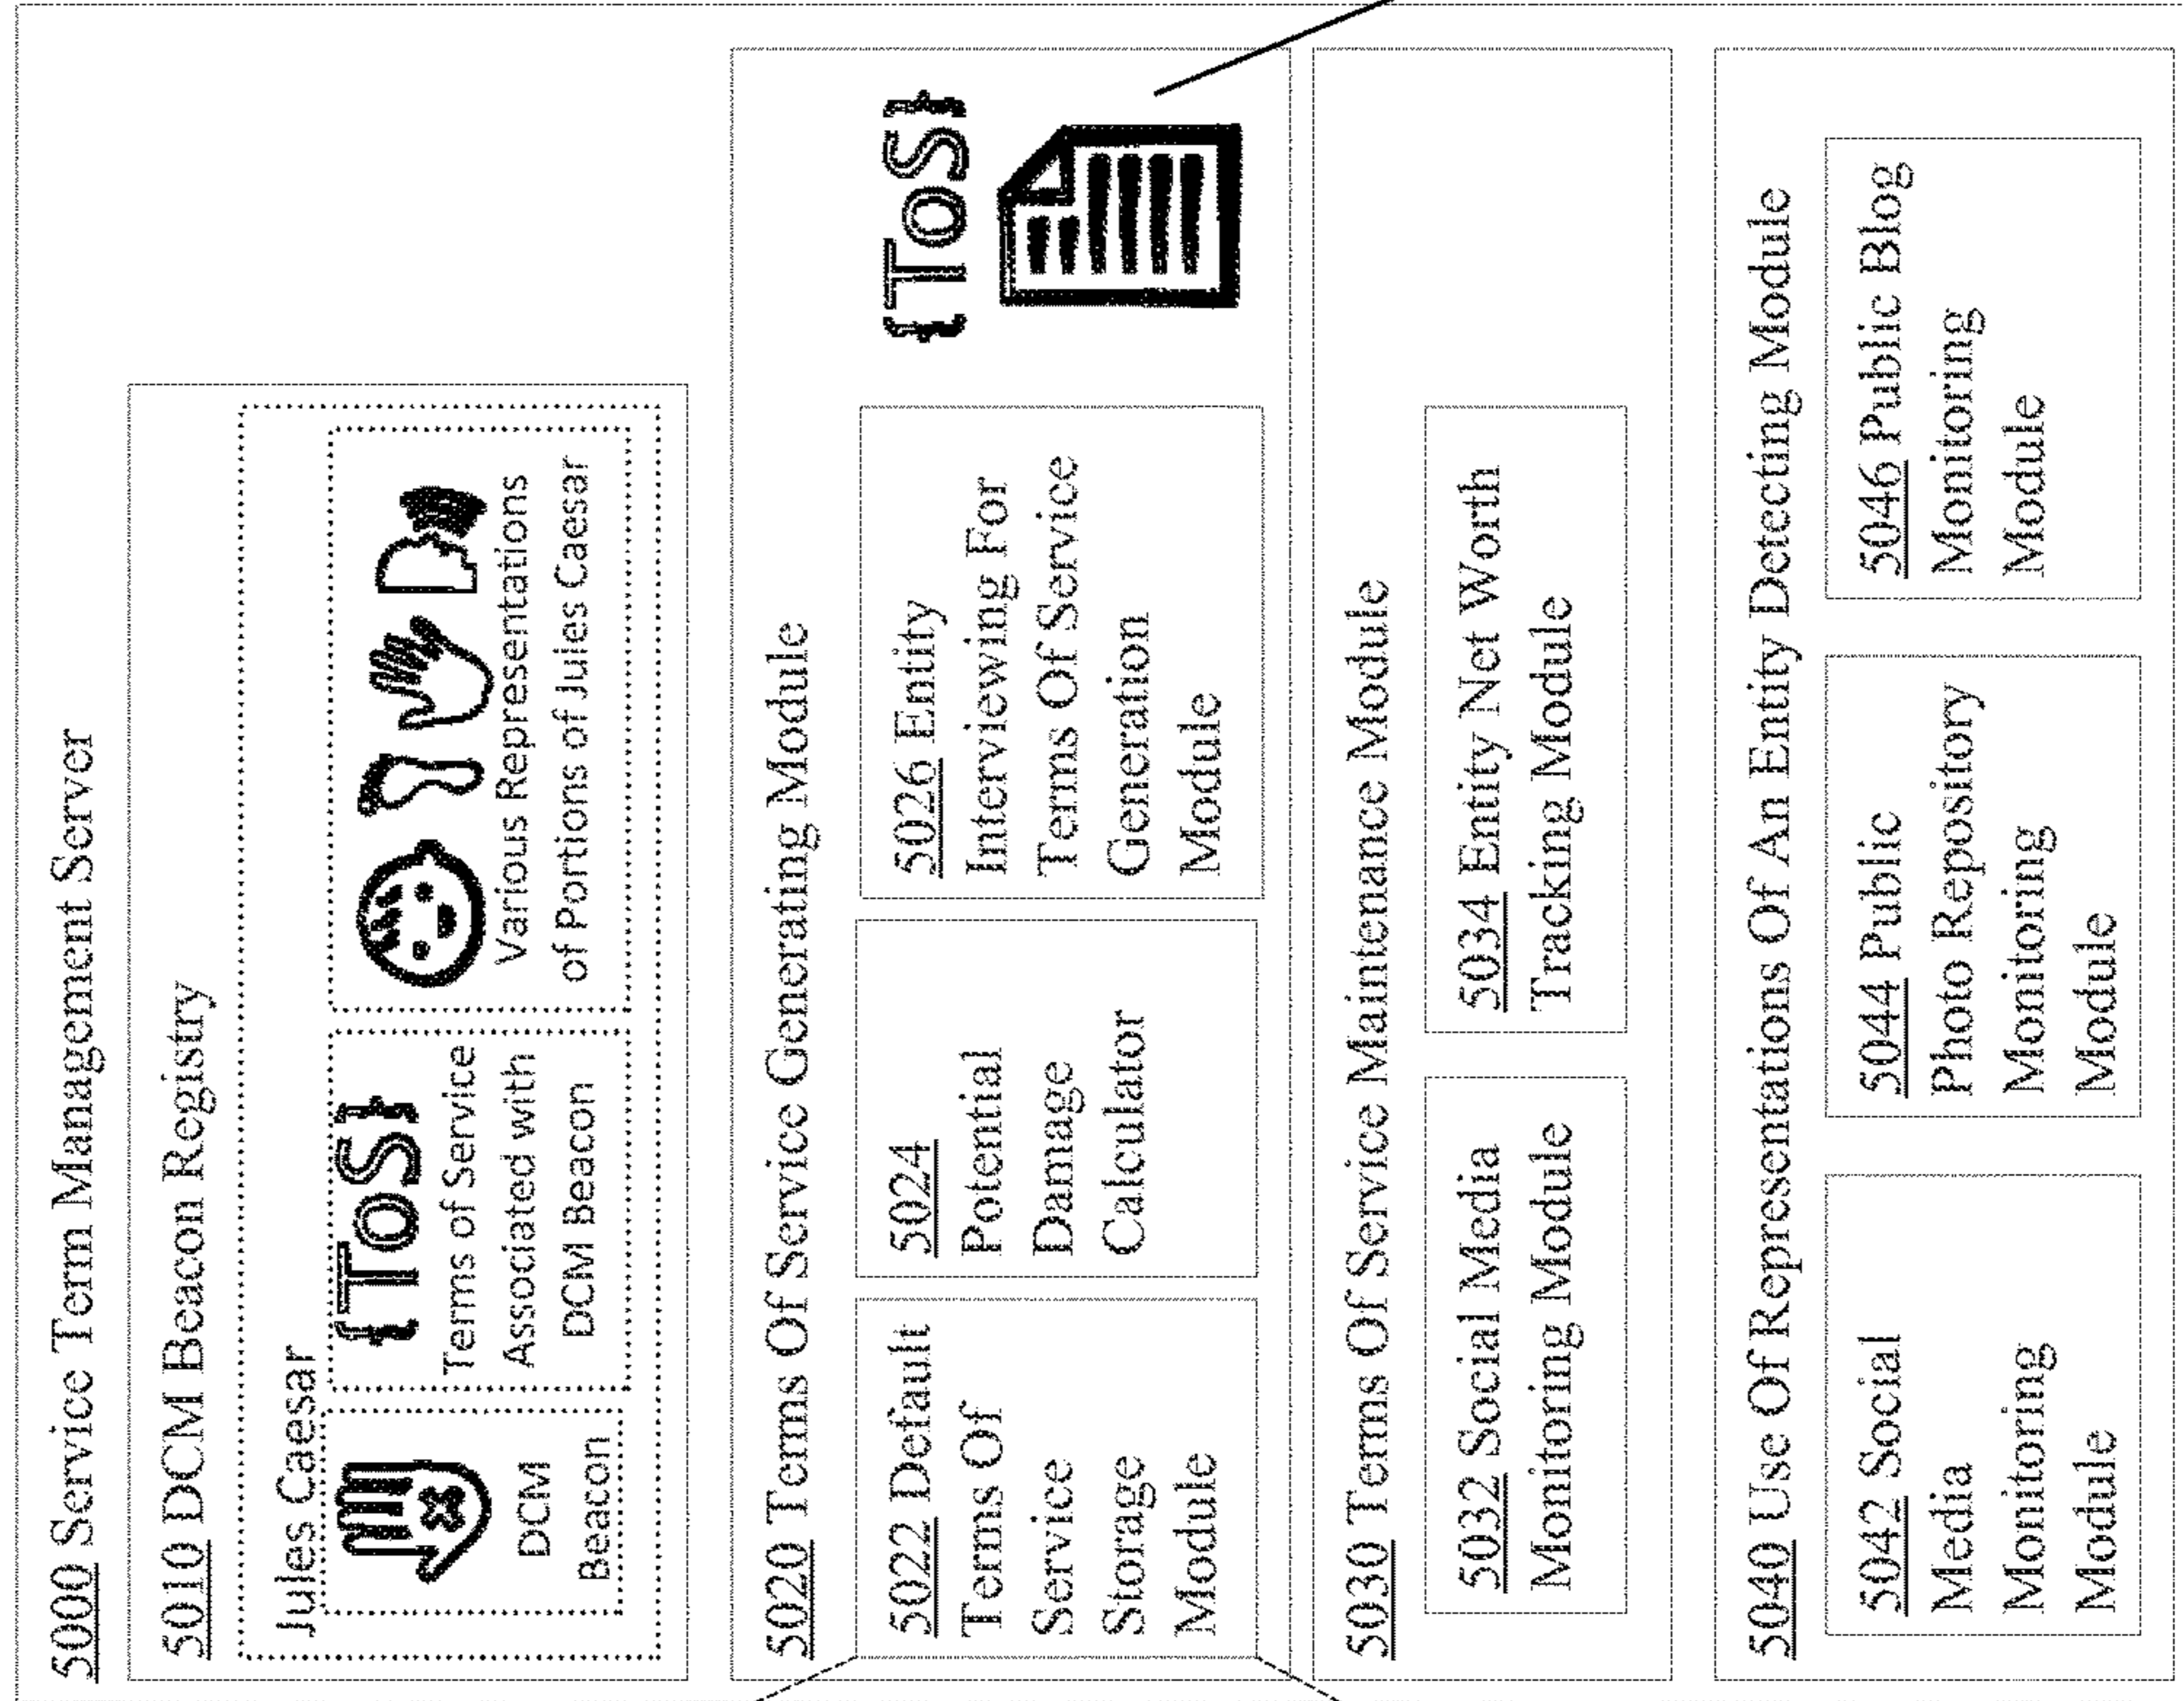 5000 Service Term Management Server
5010 DCM Beacon Registry
Jules Caesar
DCM
Beacon
{ToS}
Terms of Service
Associated with
DCM Beacon
Various Representations
of Portions of Jules Caesar
5020 Terms Of Service Generating Module
5022 Default
Terms Of
Service
Storage
Module
5024
Potential
Damage
Calculator
5026 Entity
Interviewing For
Terms Of Service
Generation
Module
{ToS}
5030 Terms Of Service Maintenance Module
5032 Social Media
Monitoring Module
5034 Entity Net Worth
Tracking Module
5040 Use Of Representations Of An Entity Detecting Module
5042 Social
Media
Monitoring
Module
5044 Public
Photo Repository
Monitoring
Module
5046 Public Blog
Monitoring
Module